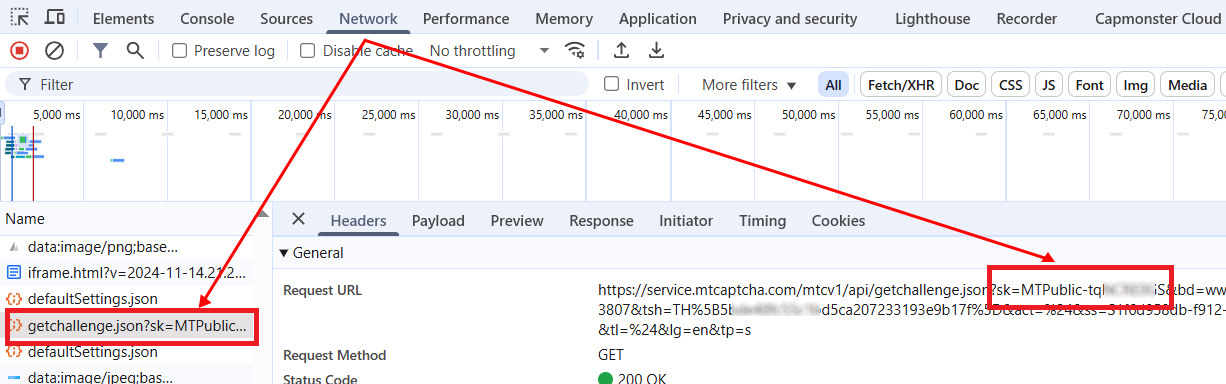 Elements Console Sources Network Performance Memory Application Privacy and security Lighthouse Recorder Capmonster Cloud
Preserve log Disable cache No throttling
Filter Invert More filters All Fetch/XHR Doc CSS JS Font Img Media
5,000 ms 10,000 ms 15,000 ms 20,000 ms 25,000 ms 30,000 ms 35,000 ms 40,000 ms 45,000 ms 50,000 ms 55,000 ms 60,000 ms 65,000 ms 70,000 ms 75,00
Name
Headers Payload Preview Response Initiator Timing Cookies
data:image/png;base...
General
iframe.html?v=2024-11-14.21.2...
Request URL https://service.mtcaptcha.com/mtcv1/api/getchallenge.json?sk=MTPublic-tq S&bd=ww
defaultSettings.json
3807&tsh=TH%5B5 d5ca207233193e9b17f%5D&act=%24&ss=
getchallenge.json?sk=MTPublic...
&tl=%24&lg=en&tp=s
defaultSettings.json
Request Method GET
data:image/jpeg;bas...
Status Code 200 OK